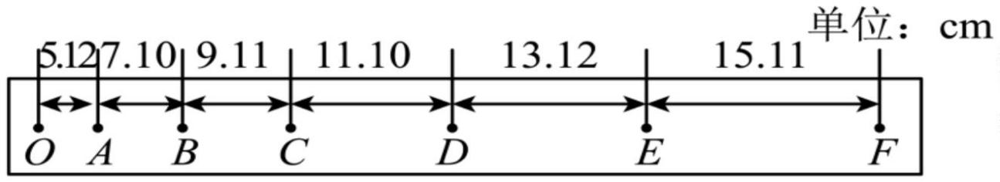 单位：cm
5.12 7.10 9.11 11.10 13.12 15.11
O A B C D E F